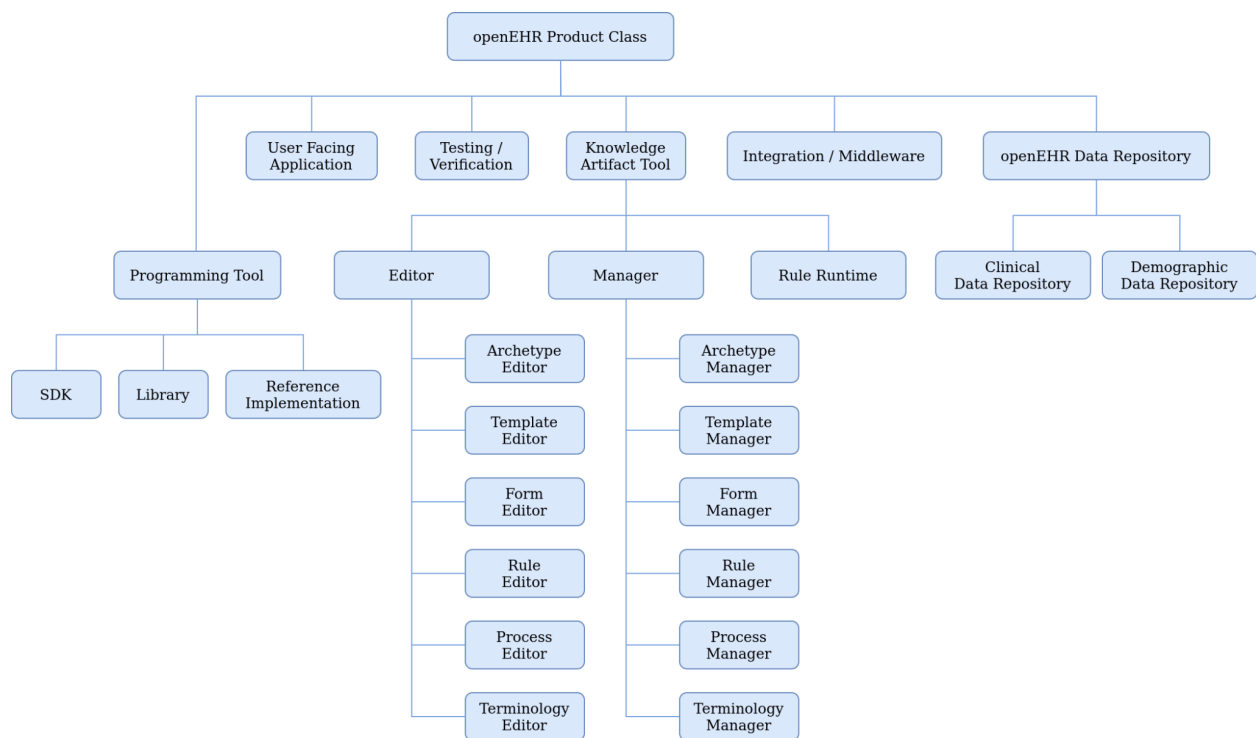 openEHR Product Class
User Facing
Application
Testing /
Verification
Knowledge
Artifact Tool
Integration / Middleware
openEHR Data Repository
Programming Tool
Editor
Manager
Rule Runtime
Clinical
Data Repository
Demographic
Data Repository
SDK
Library
Reference
Implementation
Archetype
Editor
Archetype
Manager
Template
Editor
Template
Manager
Form
Editor
Form
Manager
Rule
Editor
Rule
Manager
Process
Editor
Process
Manager
Terminology
Editor
Terminology
Manager